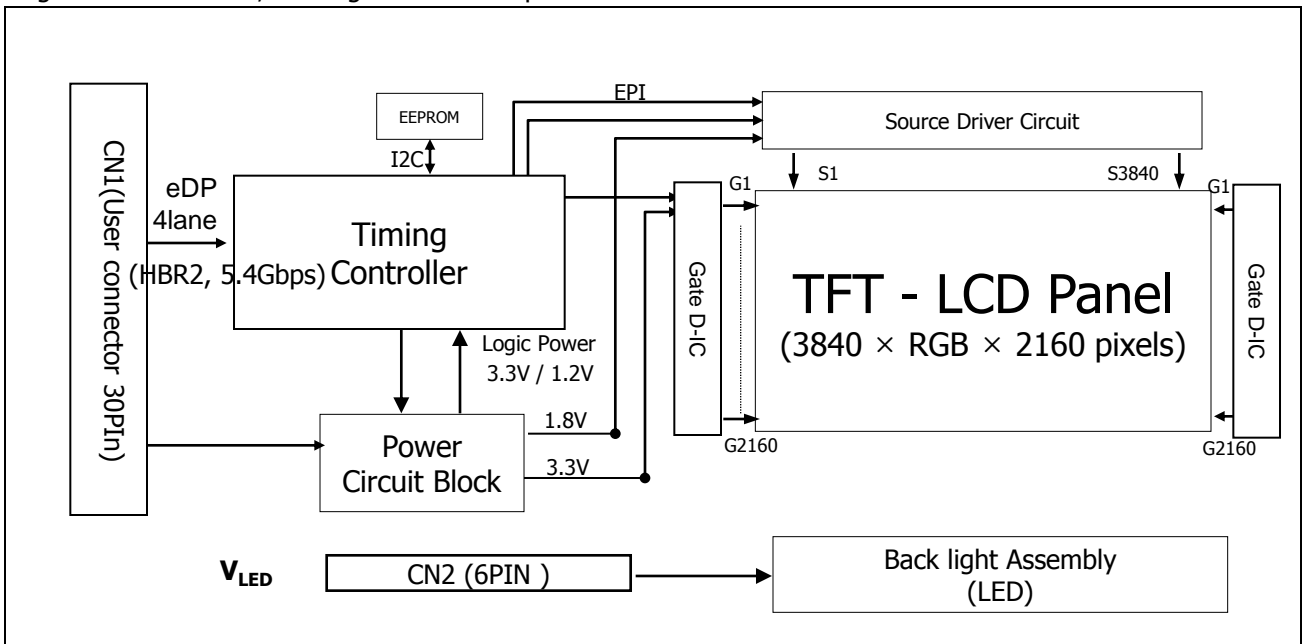 EPI
EEPROM
Source Driver Circuit
I2C
CN1(User connector 30PIn)
eDP
4lane
(HBR2, 5.4Gbps)
Timing
Controller
S1
S3840
G1
G1
Gate D-IC
TFT - LCD Panel
(3840 × RGB × 2160 pixels)
Gate D-IC
Logic Power
3.3V / 1.2V
Power
Circuit Block
1.8V
3.3V
G2160
G2160
V_LED
CN2 (6PIN )
Back light Assembly
(LED)